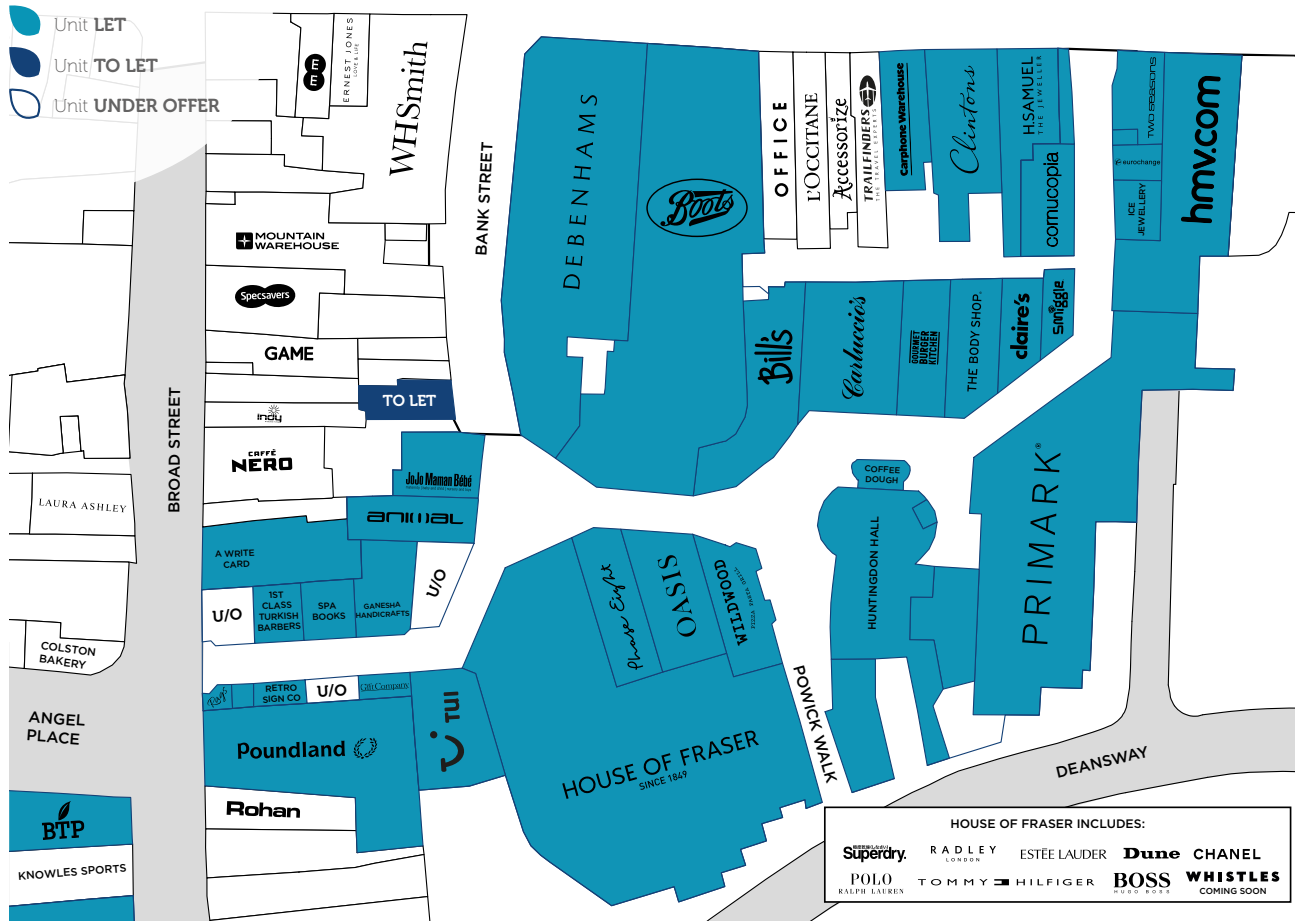 Unit LET
Unit TO LET
Unit UNDER OFFER
EE
ERNEST JONES
LOVE & LIFE
WHSmith
BANK STREET
MOUNTAIN
WAREHOUSE
Specsavers
GAME
TO LET
indy
CAFFÈ
NERO
BROAD STREET
LAURA ASHLEY
COLSTON
BAKERY
ANGEL
PLACE
BTP
KNOWLES SPORTS
DEBENHAMS
Boots
OFFICE
L'OCCITANE
Accessorize
TRAILFINDERS
THE TRAVEL EXPERTS
Carphone Warehouse
Clintons
H.SAMUEL
THE JEWELLER
cornucopia
TWO SEASONS
eurochange
ICE
JEWELLERY
hmv.com
Bill's
Carluccio's
GOURMET
BURGER
KITCHEN
THE BODY SHOP®
claire's
Smiggle
JoJo Maman Bébé
animal
A WRITE
CARD
U/O
1ST
CLASS
TURKISH
BARBERS
SPA
BOOKS
GANESHA
HANDICRAFTS
U/O
RETRO
SIGN CO
U/O
Gift Company
Poundland
TUI
Rohan
Phase Eight
OASIS
WILDWOOD
PIZZA PASTA GRILL
HOUSE OF FRASER
SINCE 1849
POWICK WALK
COFFEE
DOUGH
HUNTINGDON HALL
PRIMARK®
DEANSWAY
HOUSE OF FRASER INCLUDES:
Superdry.
RADLEY
LONDON
ESTĒE LAUDER
Dune
CHANEL
POLO
RALPH LAUREN
TOMMY HILFIGER
BOSS
HUGO BOSS
WHISTLES
COMING SOON